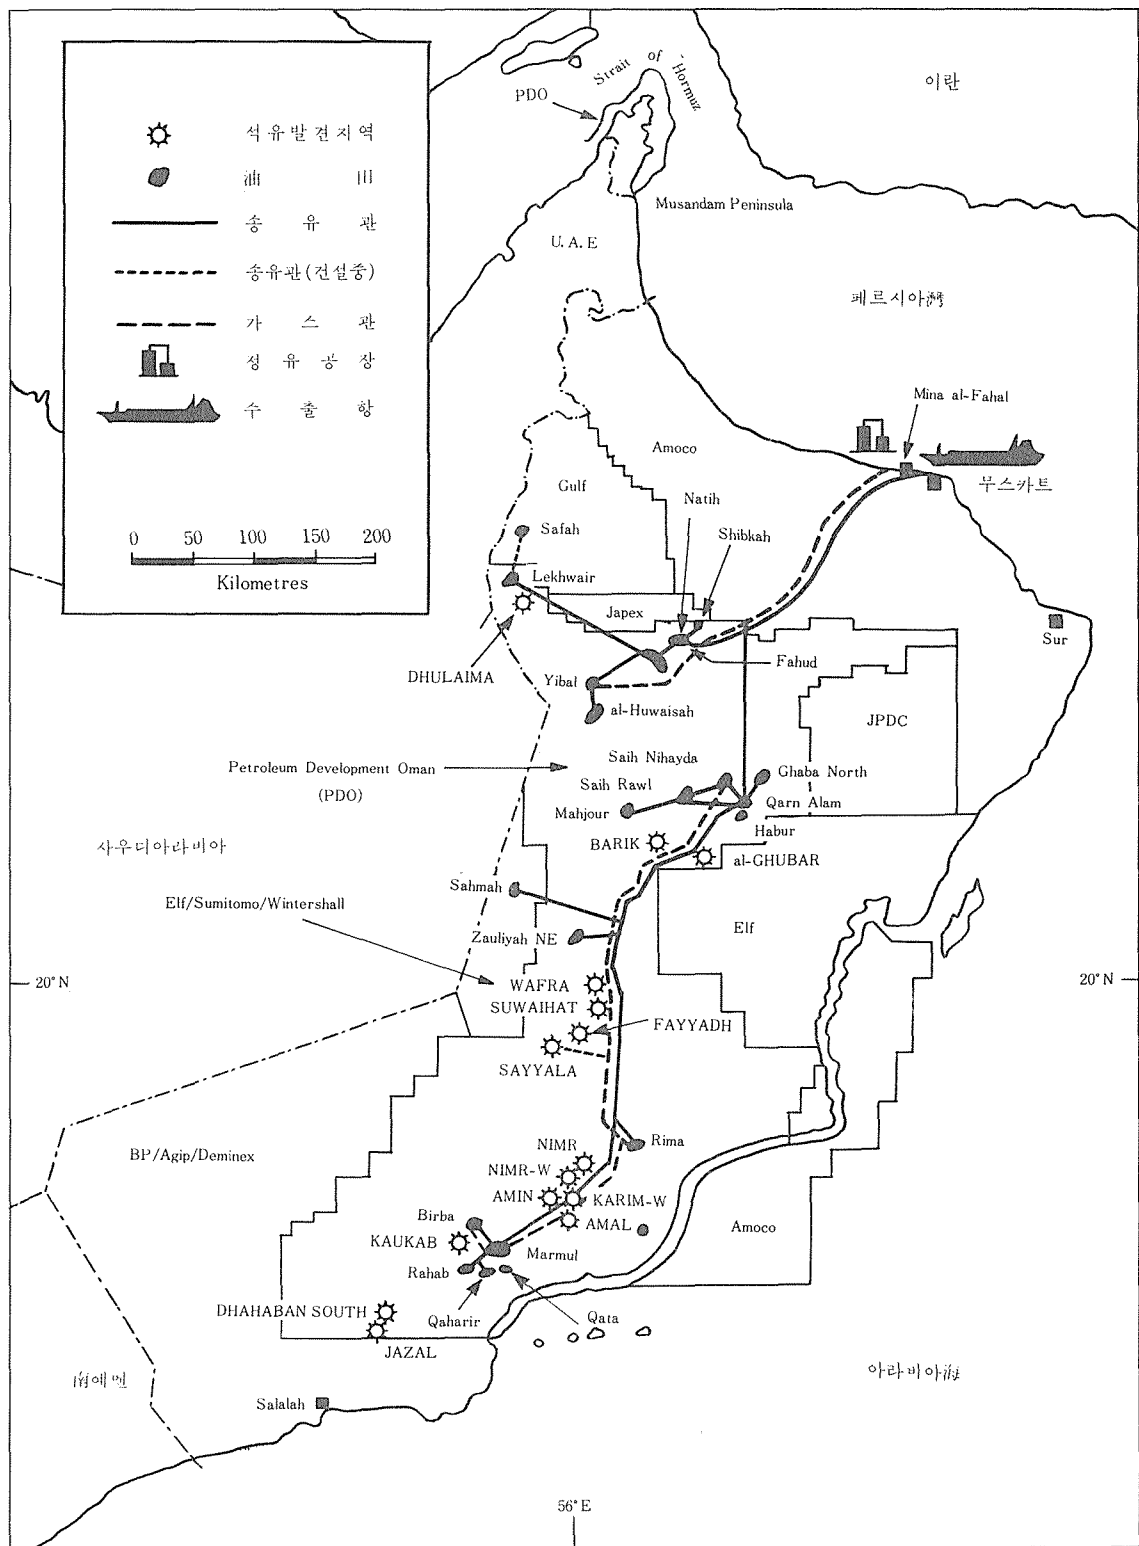 석유발견지역
油田
송유관
송유관(건설중)
가스관
정유공장
수출항
0 50 100 150 200
Kilometres
Strait of Hormuz
PDO
이란
Musandam Peninsula
U.A.E
페르시아灣
Mina al-Fahal
무스카트
Amoco
Gulf
Natih
Safah
Shibkah
Lekhwair
Japex
Sur
DHULAIMA
Fahud
Yibal
al-Huwaisah
JPDC
Saih Nihayda
Petroleum Development Oman
(PDO)
Ghaba North
Saih Rawl
Qarn Alam
Mahjour
Habur
BARIK
al-GHUBAR
사우디아라비아
Sahmah
Elf/Sumitomo/Wintershall
Elf
Zauliyah NE
20°N
WAFRA
20°N
SUWAIHAT
FAYYADH
SAYYALA
NIMR
Rima
BP/Agip/Deminex
NIMR-W
AMIN
KARIM-W
Birba
AMAL
Amoco
KAUKAB
Marmul
Rahab
DHAHABAN SOUTH
Qaharir
Qata
JAZAL
南예멘
아라비아海
Salalah
56°E